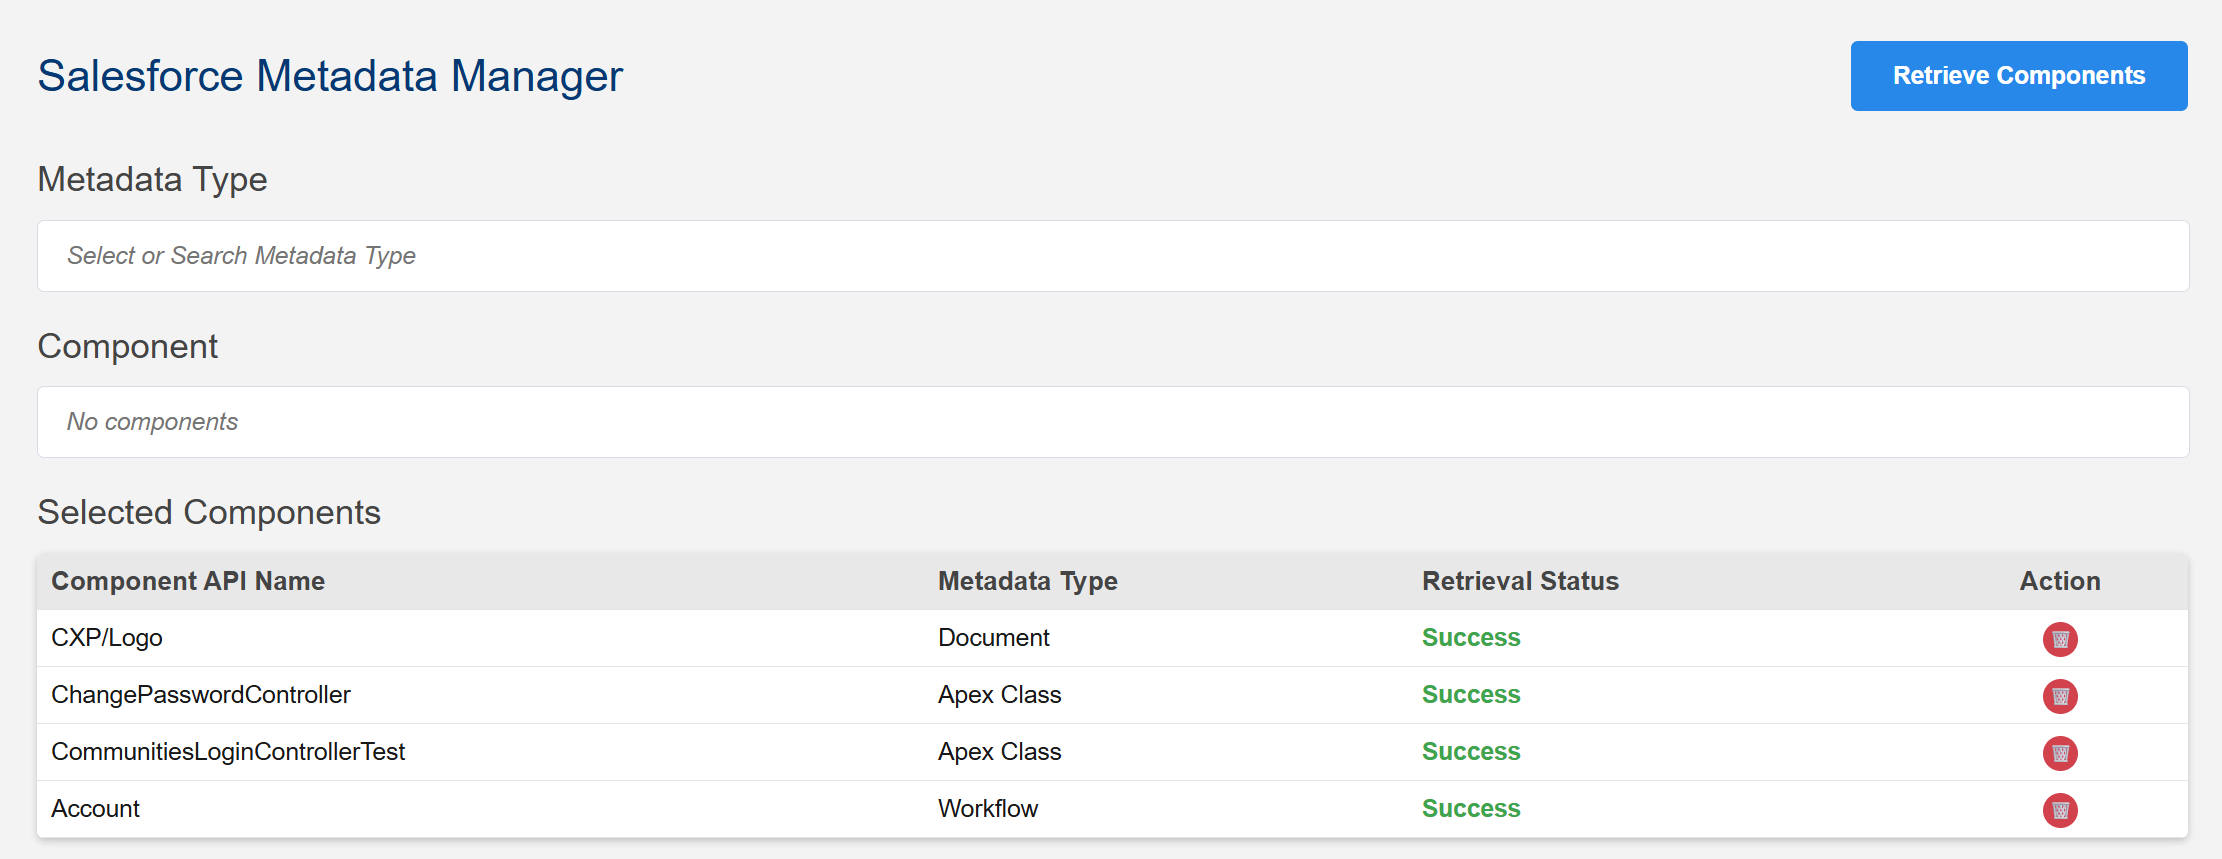 Salesforce Metadata Manager
Retrieve Components
Metadata Type
Select or Search Metadata Type
Component
No components
Selected Components
Component API Name Metadata Type Retrieval Status Action
CXP/Logo Document Success
ChangePasswordController Apex Class Success
CommunitiesLoginControllerTest Apex Class Success
Account Workflow Success